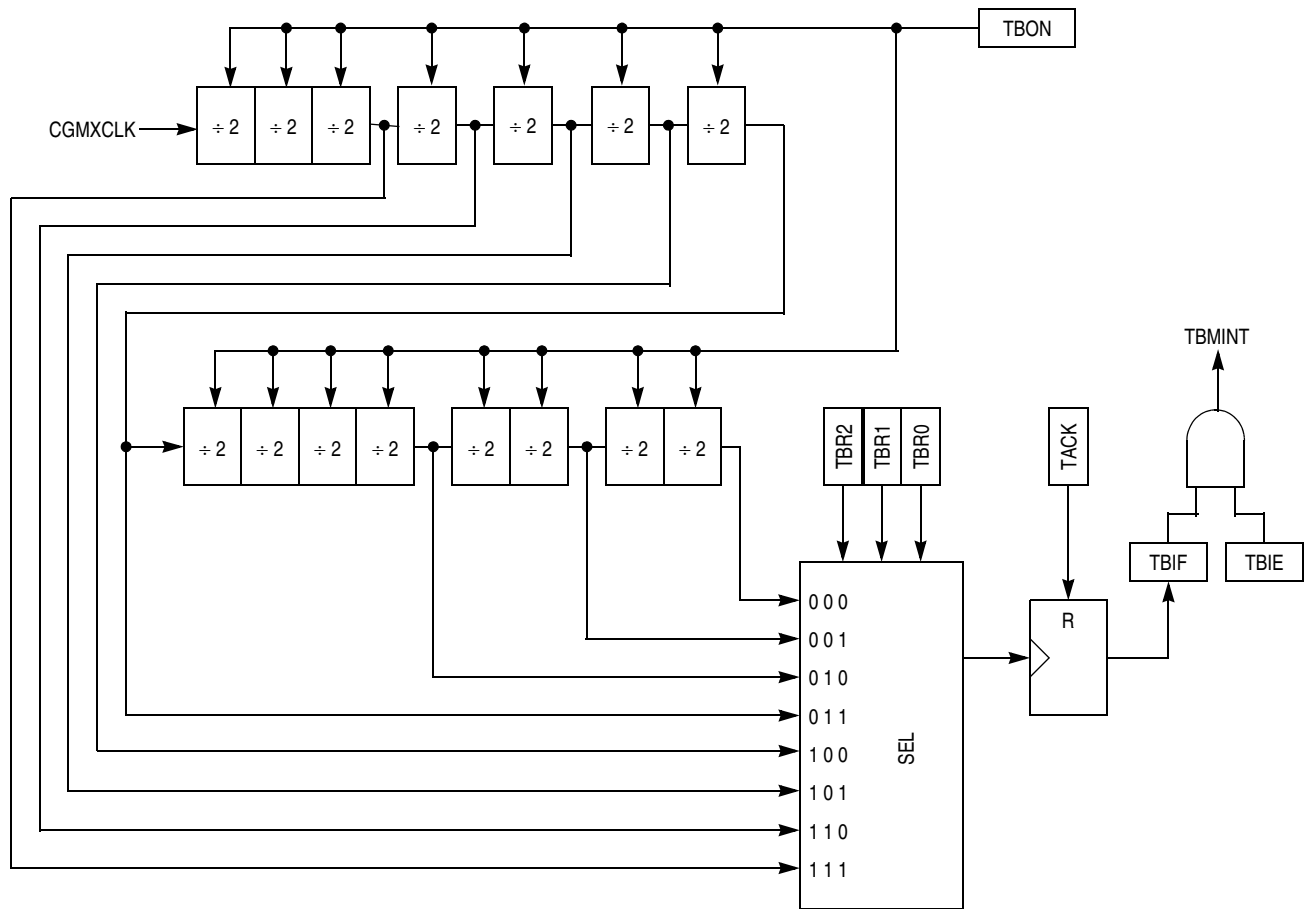 TBON
CGMXCLK
÷ 2 ÷ 2 ÷ 2 ÷ 2 ÷ 2 ÷ 2 ÷ 2
TBMINT
÷ 2 ÷ 2 ÷ 2 ÷ 2 ÷ 2 ÷ 2 ÷ 2 ÷ 2
TBR2 TBR1 TBR0
TACK
TBIF TBIE
0 0 0
0 0 1
0 1 0
0 1 1
1 0 0
1 0 1
1 1 0
1 1 1
SEL
R